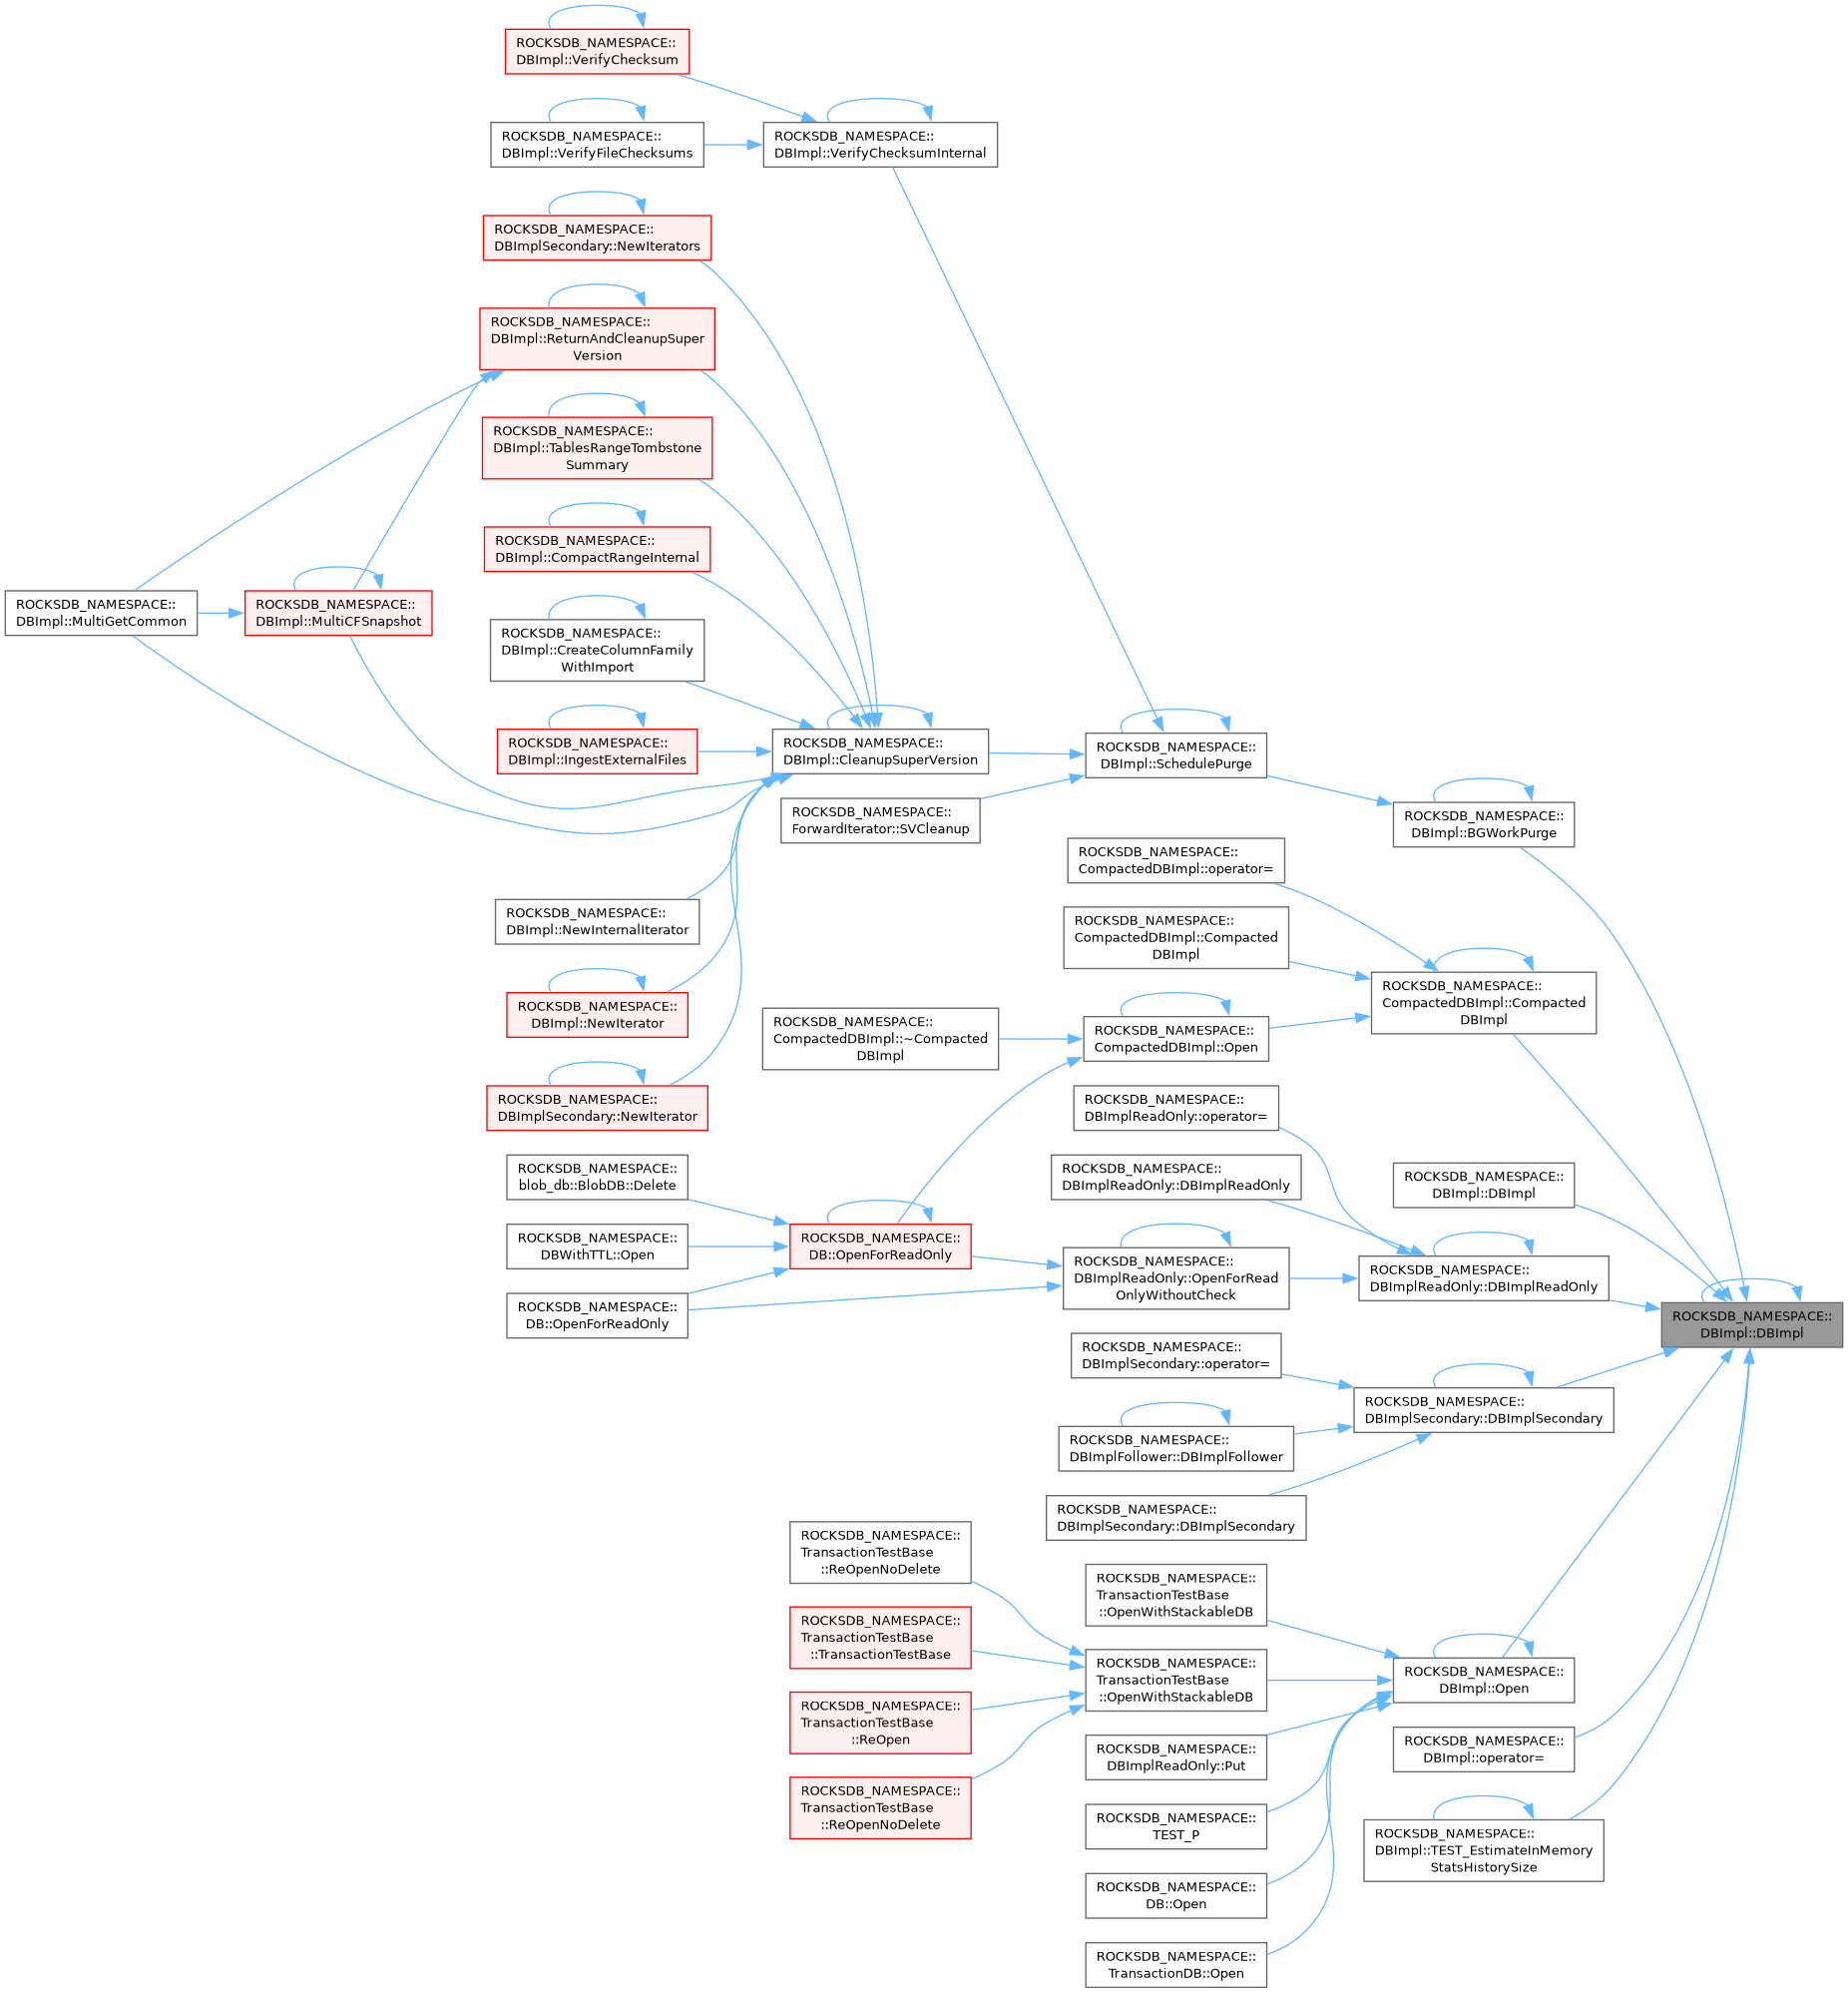 ROCKSDB_NAMESPACE::
DBImpl::VerifyChecksum
ROCKSDB_NAMESPACE::
DBImpl::VerifyFileChecksums
ROCKSDB_NAMESPACE::
DBImpl::VerifyChecksumInternal
ROCKSDB_NAMESPACE::
DBImplSecondary::NewIterators
ROCKSDB_NAMESPACE::
DBImpl::ReturnAndCleanupSuper
Version
ROCKSDB_NAMESPACE::
DBImpl::TablesRangeTombstone
Summary
ROCKSDB_NAMESPACE::
DBImpl::CompactRangeInternal
ROCKSDB_NAMESPACE::
DBImpl::MultiGetCommon
ROCKSDB_NAMESPACE::
DBImpl::MultiCFSnapshot
ROCKSDB_NAMESPACE::
DBImpl::CreateColumnFamily
WithImport
ROCKSDB_NAMESPACE::
DBImpl::IngestExternalFiles
ROCKSDB_NAMESPACE::
DBImpl::CleanupSuperVersion
ROCKSDB_NAMESPACE::
DBImpl::SchedulePurge
ROCKSDB_NAMESPACE::
ForwardIterator::SVCleanup
ROCKSDB_NAMESPACE::
DBImpl::BGWorkPurge
ROCKSDB_NAMESPACE::
CompactedDBImpl::operator=
ROCKSDB_NAMESPACE::
DBImpl::NewInternalIterator
ROCKSDB_NAMESPACE::
CompactedDBImpl::Compacted
DBImpl
ROCKSDB_NAMESPACE::
CompactedDBImpl::Compacted
DBImpl
ROCKSDB_NAMESPACE::
DBImpl::NewIterator
ROCKSDB_NAMESPACE::
CompactedDBImpl::~Compacted
DBImpl
ROCKSDB_NAMESPACE::
CompactedDBImpl::Open
ROCKSDB_NAMESPACE::
DBImplSecondary::NewIterator
ROCKSDB_NAMESPACE::
DBImplReadOnly::operator=
ROCKSDB_NAMESPACE::
blob_db::BlobDB::Delete
ROCKSDB_NAMESPACE::
DBImplReadOnly::DBImplReadOnly
ROCKSDB_NAMESPACE::
DBImpl::DBImpl
ROCKSDB_NAMESPACE::
DBWithTTL::Open
ROCKSDB_NAMESPACE::
DB::OpenForReadOnly
ROCKSDB_NAMESPACE::
DBImplReadOnly::OpenForRead
OnlyWithoutCheck
ROCKSDB_NAMESPACE::
DBImplReadOnly::DBImplReadOnly
ROCKSDB_NAMESPACE::
DB::OpenForReadOnly
ROCKSDB_NAMESPACE::
DBImpl::DBImpl
ROCKSDB_NAMESPACE::
DBImplSecondary::operator=
ROCKSDB_NAMESPACE::
DBImplSecondary::DBImplSecondary
ROCKSDB_NAMESPACE::
DBImplFollower::DBImplFollower
ROCKSDB_NAMESPACE::
DBImplSecondary::DBImplSecondary
ROCKSDB_NAMESPACE::
TransactionTestBase
::ReOpenNoDelete
ROCKSDB_NAMESPACE::
TransactionTestBase
::OpenWithStackableDB
ROCKSDB_NAMESPACE::
TransactionTestBase
::TransactionTestBase
ROCKSDB_NAMESPACE::
TransactionTestBase
::OpenWithStackableDB
ROCKSDB_NAMESPACE::
DBImpl::Open
ROCKSDB_NAMESPACE::
TransactionTestBase
::ReOpen
ROCKSDB_NAMESPACE::
DBImplReadOnly::Put
ROCKSDB_NAMESPACE::
DBImpl::operator=
ROCKSDB_NAMESPACE::
TransactionTestBase
::ReOpenNoDelete
ROCKSDB_NAMESPACE::
TEST_P
ROCKSDB_NAMESPACE::
DBImpl::TEST_EstimateInMemory
StatsHistorySize
ROCKSDB_NAMESPACE::
DB::Open
ROCKSDB_NAMESPACE::
TransactionDB::Open